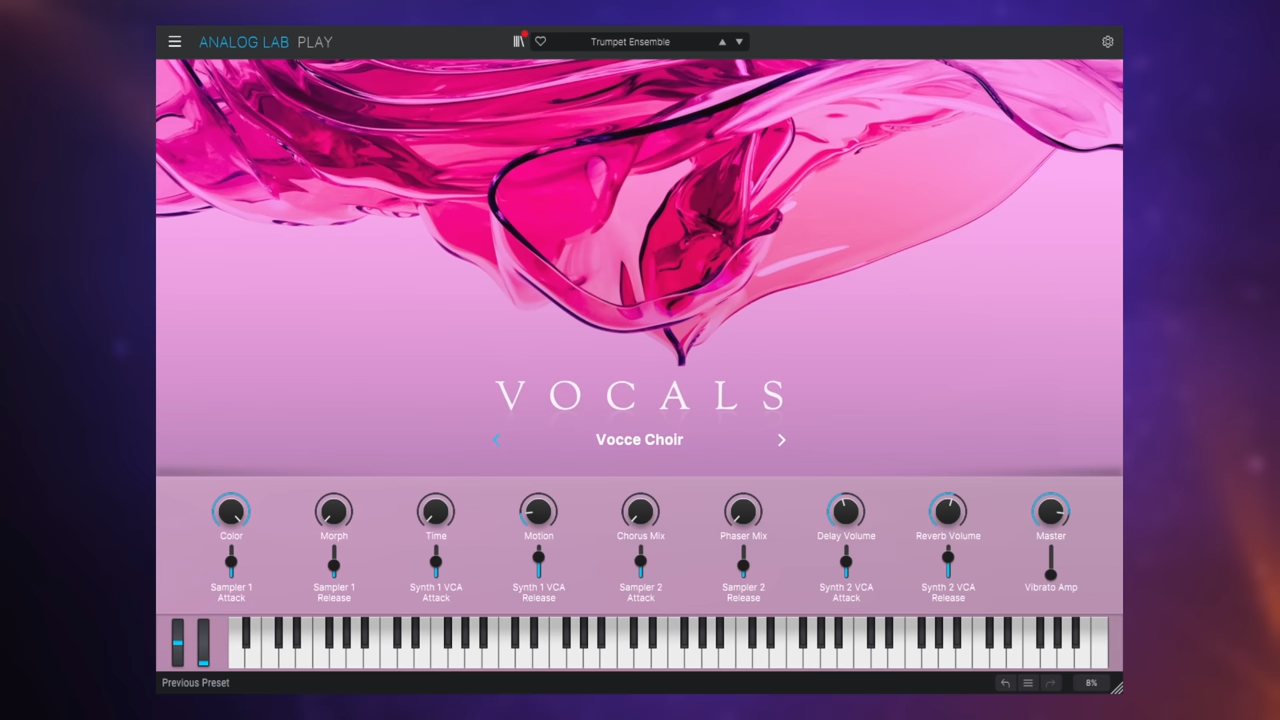 ANALOG LAB PLAY
Trumpet Ensemble
VOCALS
Vocce Choir
Color Morph Time Motion Chorus Mix Phaser Mix Delay Volume Reverb Volume Master
Sampler 1 Attack
Sampler 1 Release
Synth 1 VCA Attack
Synth 1 VCA Release
Sampler 2 Attack
Sampler 2 Release
Synth 2 VCA Attack
Synth 2 VCA Release
Vibrato Amp
Previous Preset
8%